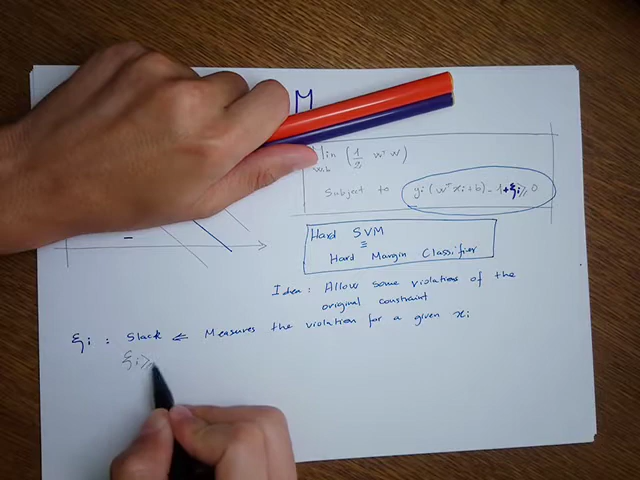 M
Min (1/2 wᵀw)
w,b
Subject to yi (wᵀxi + b) - 1 + ξi ≥ 0
Hard SVM
≡
Hard Margin Classifier
Idea : Allow some violations of the
original constraint
ξi : Slack ⇐ Measures the violation for a given xi
ξi ≥